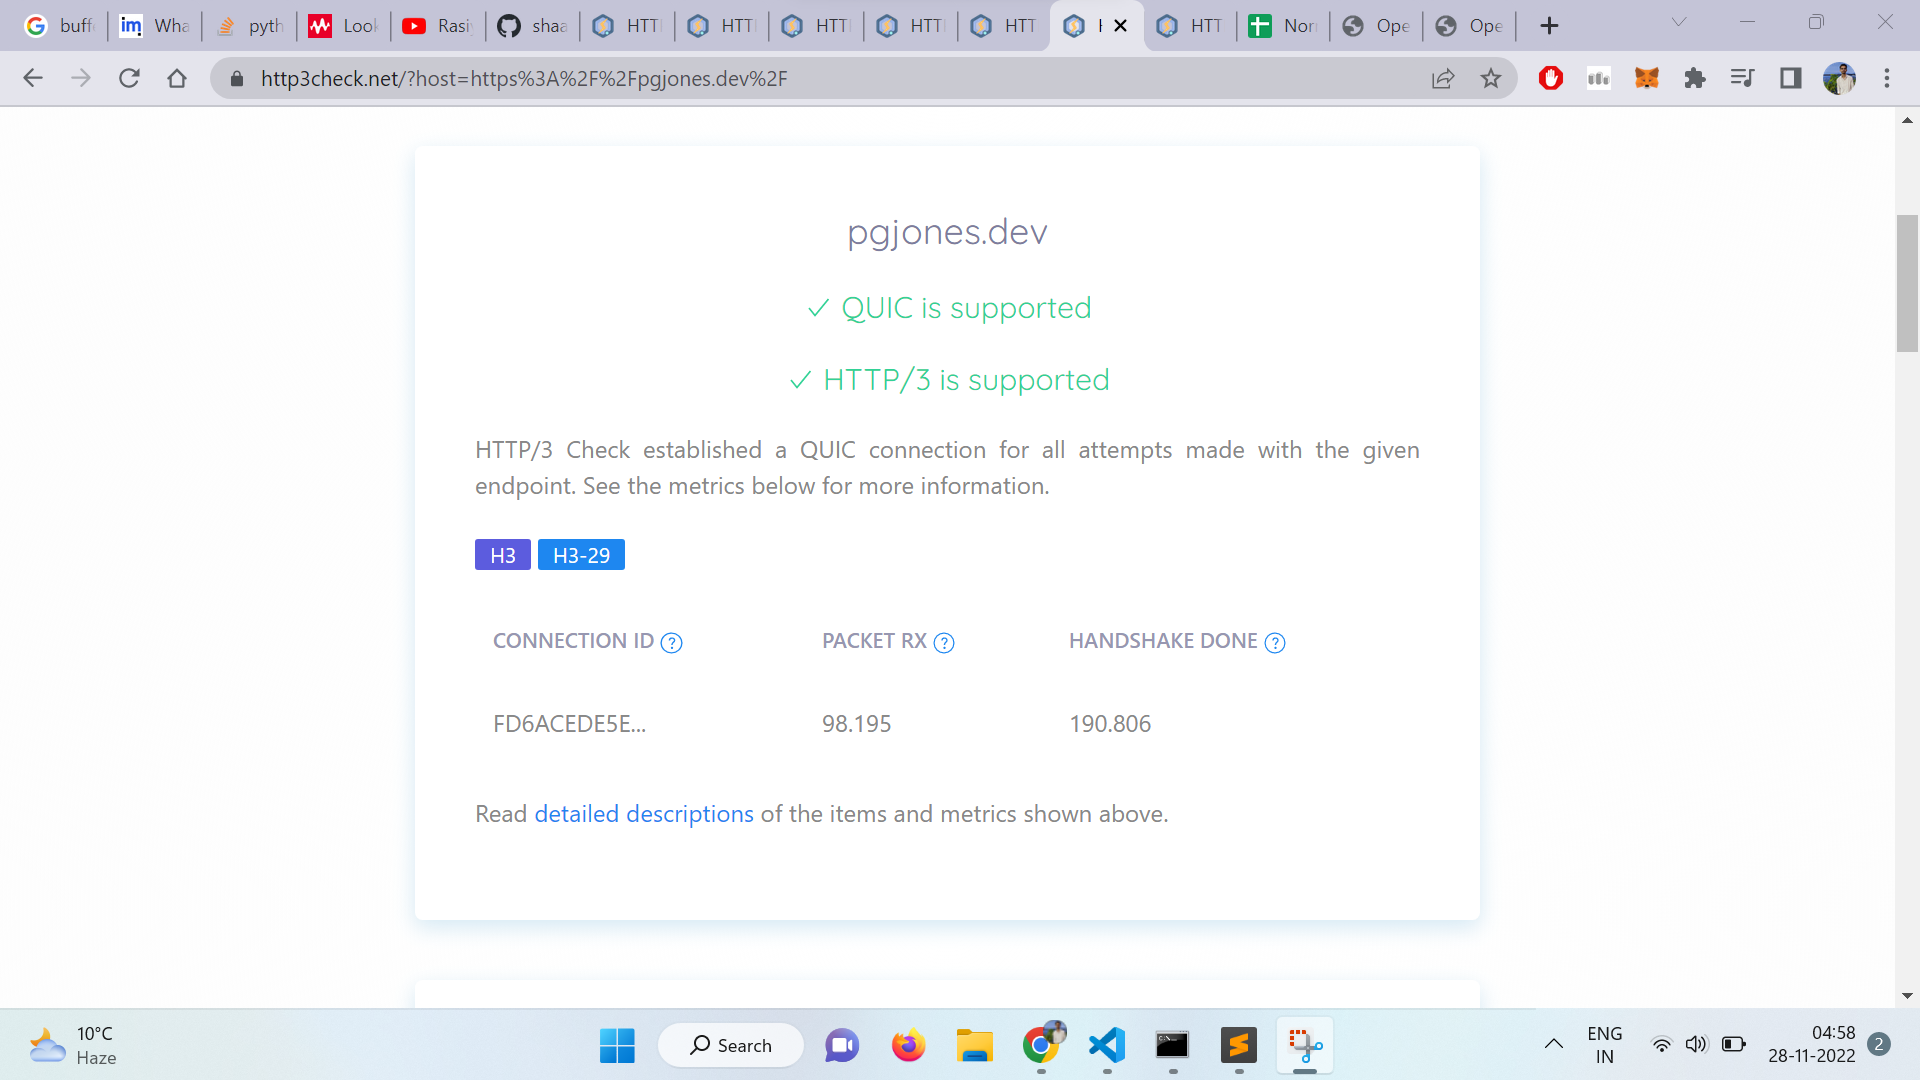 buff
Wha
pyth
Look
Rasi
shaa
HTT
HTT
HTT
HTT
HTT
HTT
Nor
Ope
Ope
http3check.net/?host=https%3A%2F%2Fpgjones.dev%2F
pgjones.dev
✓ QUIC is supported
✓ HTTP/3 is supported
HTTP/3 Check established a QUIC connection for all attempts made with the given
endpoint. See the metrics below for more information.
H3 H3-29
CONNECTION ID ? PACKET RX ? HANDSHAKE DONE ?
FD6ACEDE5E... 98.195 190.806
Read detailed descriptions of the items and metrics shown above.
10°C
Haze
Search
ENG
IN
04:58
28-11-2022
2